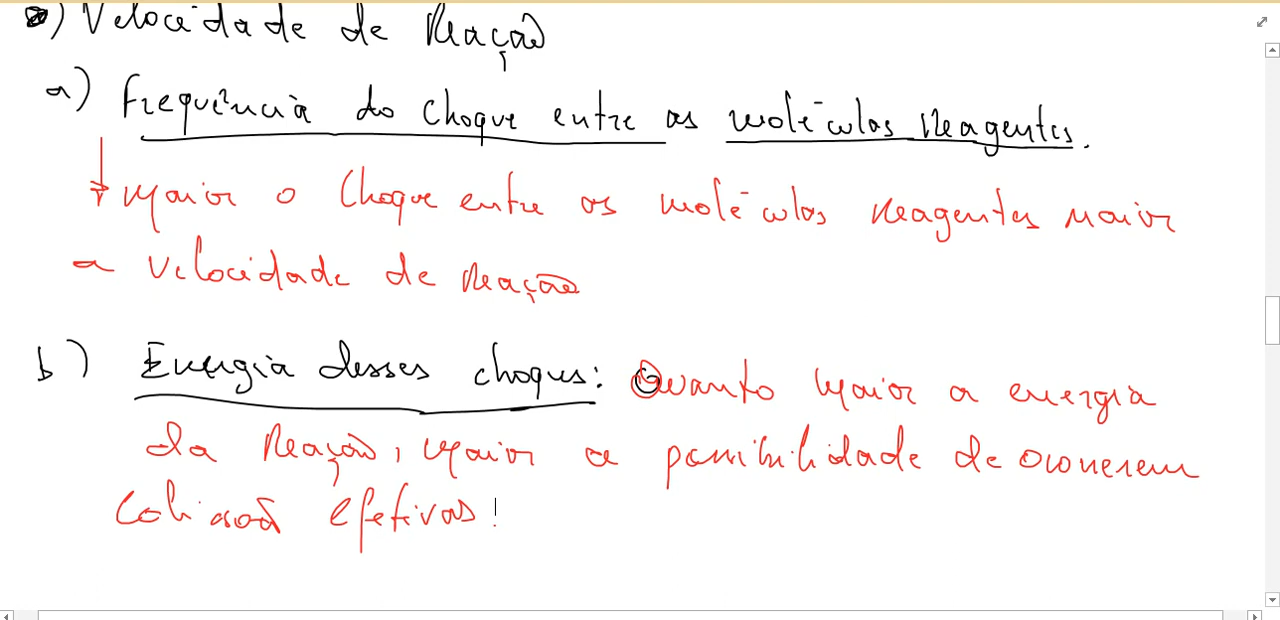 ) Velocidade de Reação
a) Frequência do choque entre as moléculas reagentes.
Maior o choque entre as moléculas reagentes maior
a velocidade de reação
b) Energia desses choques: Quanto maior a energia
da reação, maior a possibilidade de ocorrerem
colisoõ efetivas!